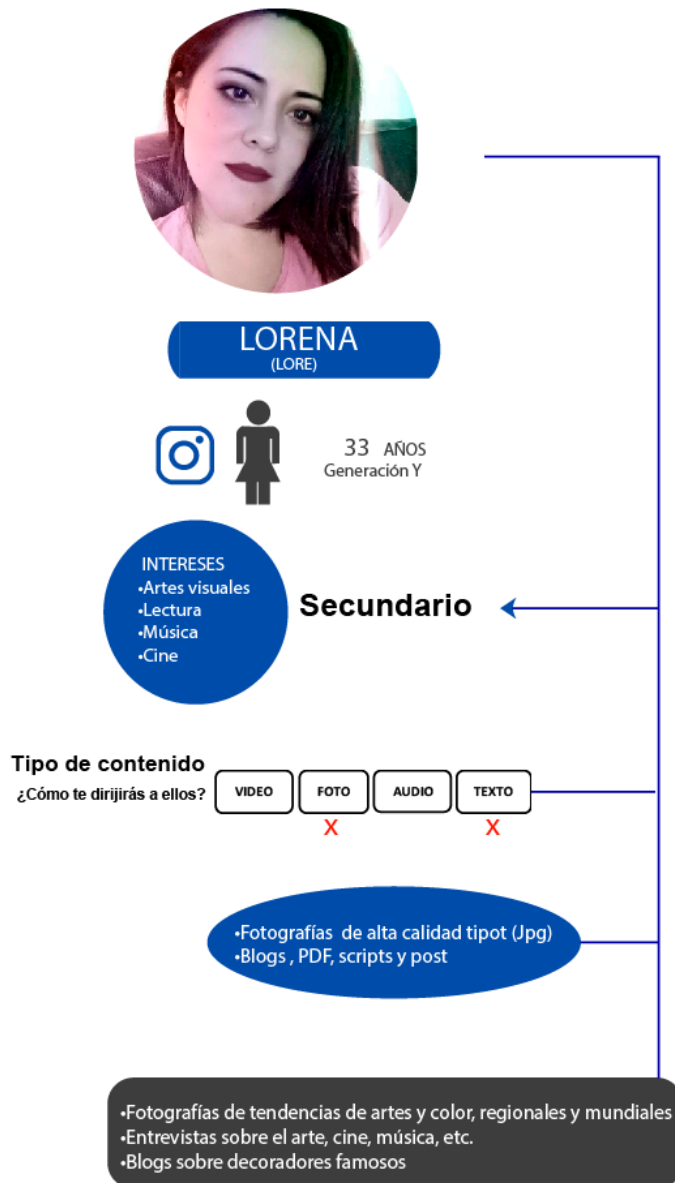 LORENA
(LORE)
33 AÑOS
Generación Y
INTERESES
•Artes visuales
•Lectura
•Música
•Cine
Secundario
Tipo de contenido
¿Cómo te dirijirás a ellos?
VIDEO FOTO AUDIO TEXTO
X X
•Fotografías de alta calidad tipot (Jpg)
•Blogs , PDF, scripts y post
•Fotografías de tendencias de artes y color, regionales y mundiales
•Entrevistas sobre el arte, cine, música, etc.
•Blogs sobre decoradores famosos